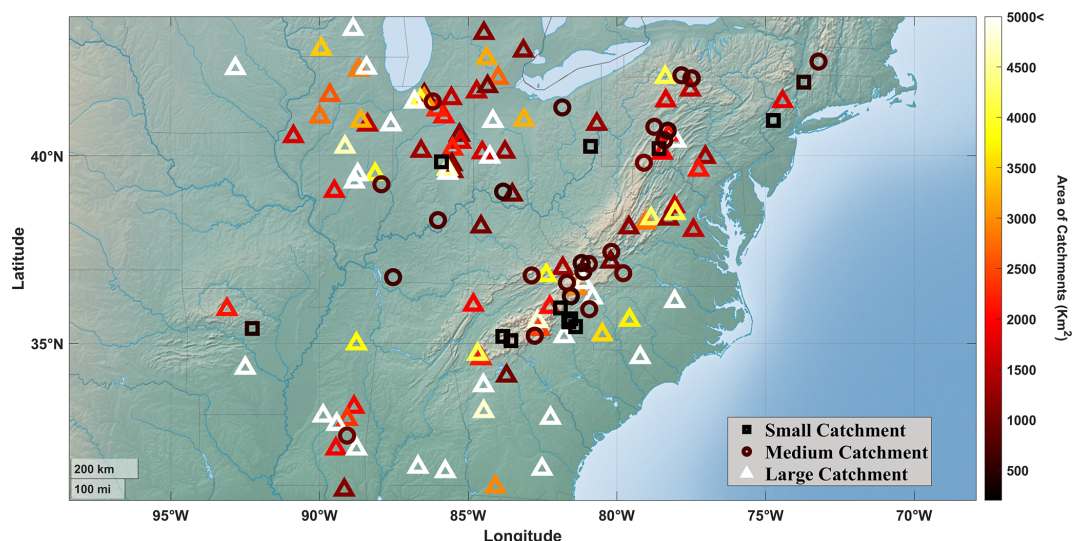 5000<
4500
4000
3500
3000
2500
2000
1500
1000
500
Area of Catchments (Km2)
Latitude
40°N
35°N
200 km
100 mi
Small Catchment
Medium Catchment
Large Catchment
95°W
90°W
85°W
80°W
75°W
70°W
Longitude